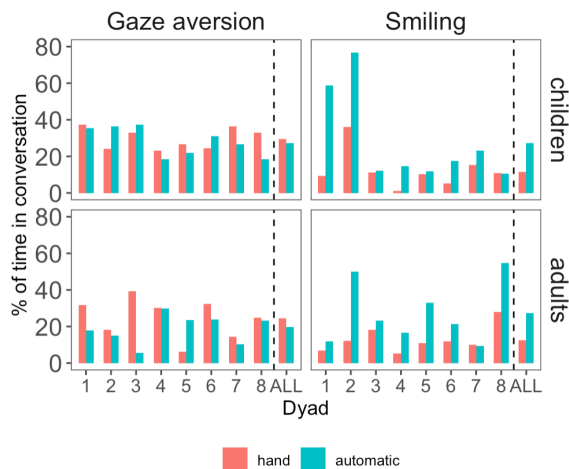 Gaze aversion Smiling
% of time in conversation
80
60
40
20
0
children
80
60
40
20
0
adults
1 2 3 4 5 6 7 8 ALL 1 2 3 4 5 6 7 8 ALL
Dyad
hand automatic